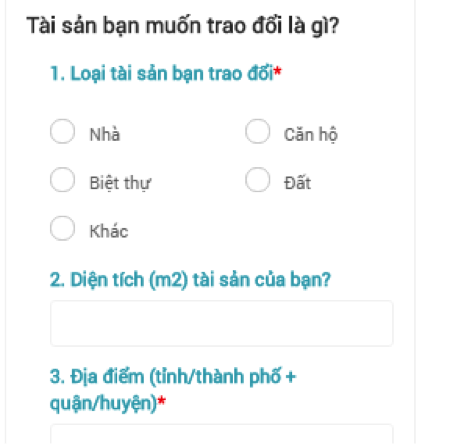 Tài sản bạn muốn trao đổi là gì?
1. Loại tài sản bạn trao đổi*
Nhà
Căn hộ
Biệt thự
Đất
Khác
2. Diện tích (m2) tài sản của bạn?
3. Địa điểm (tỉnh/thành phố +
quận/huyện)*